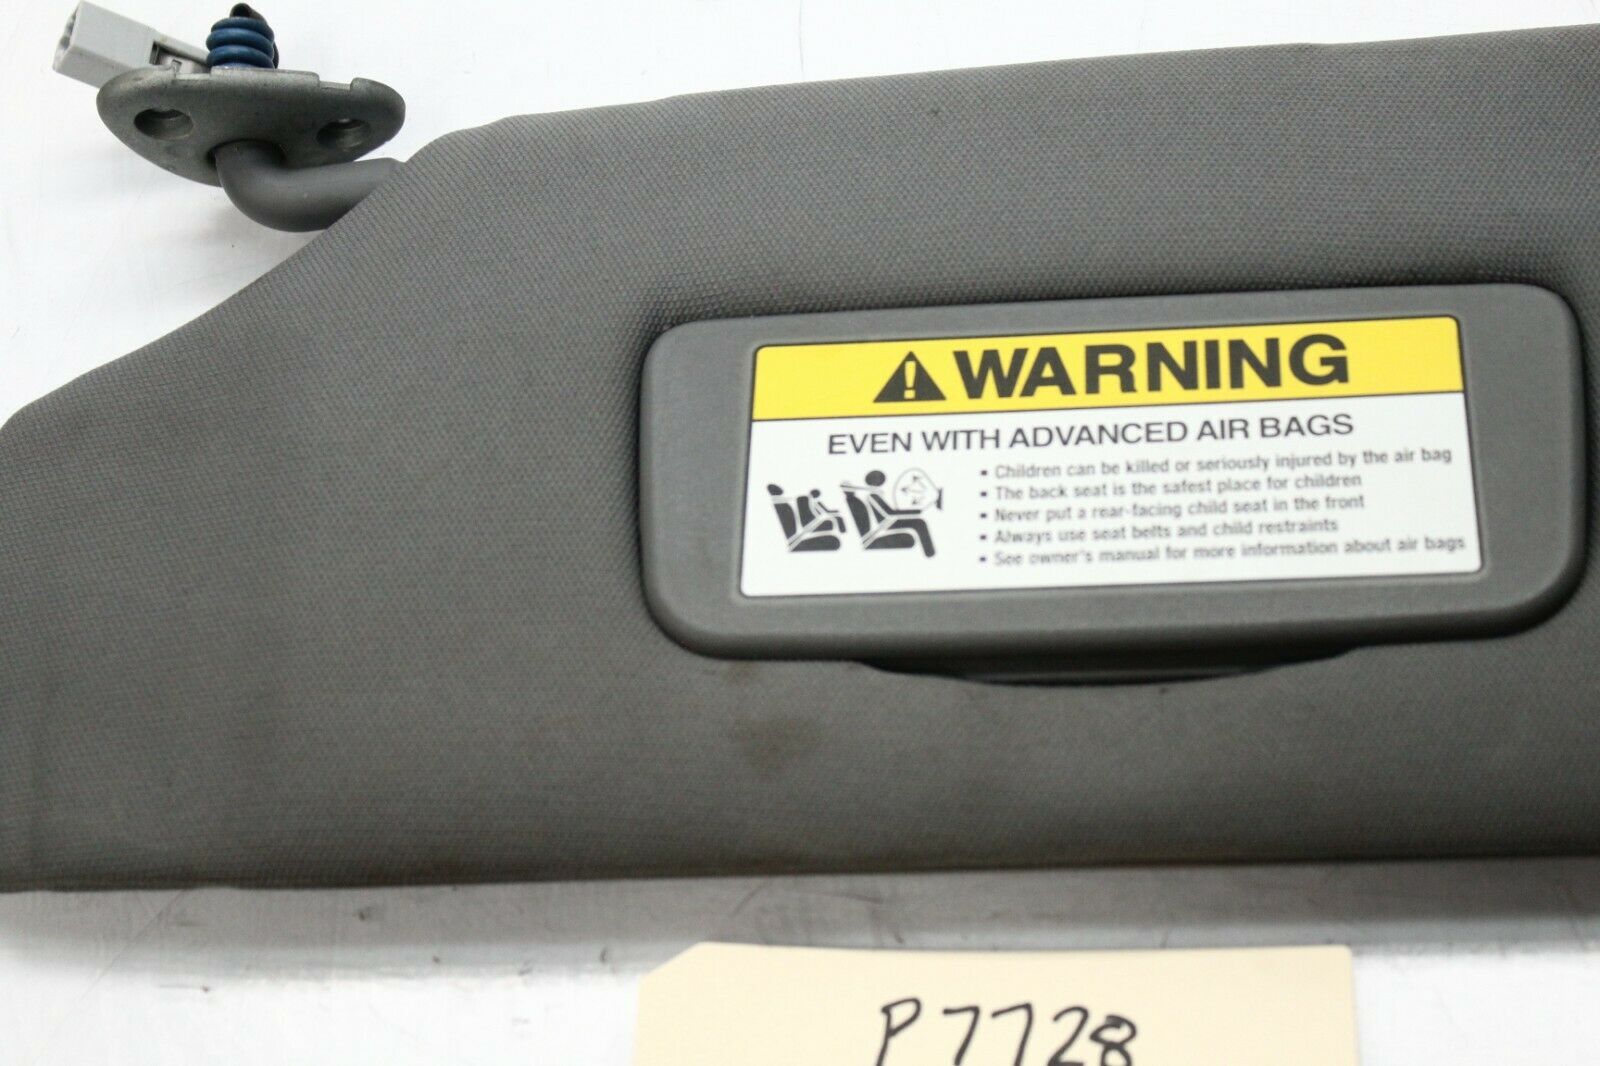 WARNING
EVEN WITH ADVANCED AIR BAGS
▪ Children can be killed or seriously injured by the air bag
▪ The back seat is the safest place for children
▪ Never put a rear-facing child seat in the front
▪ Always use seat belts and child restraints
▪ See owner's manual for more information about air bags
P7728